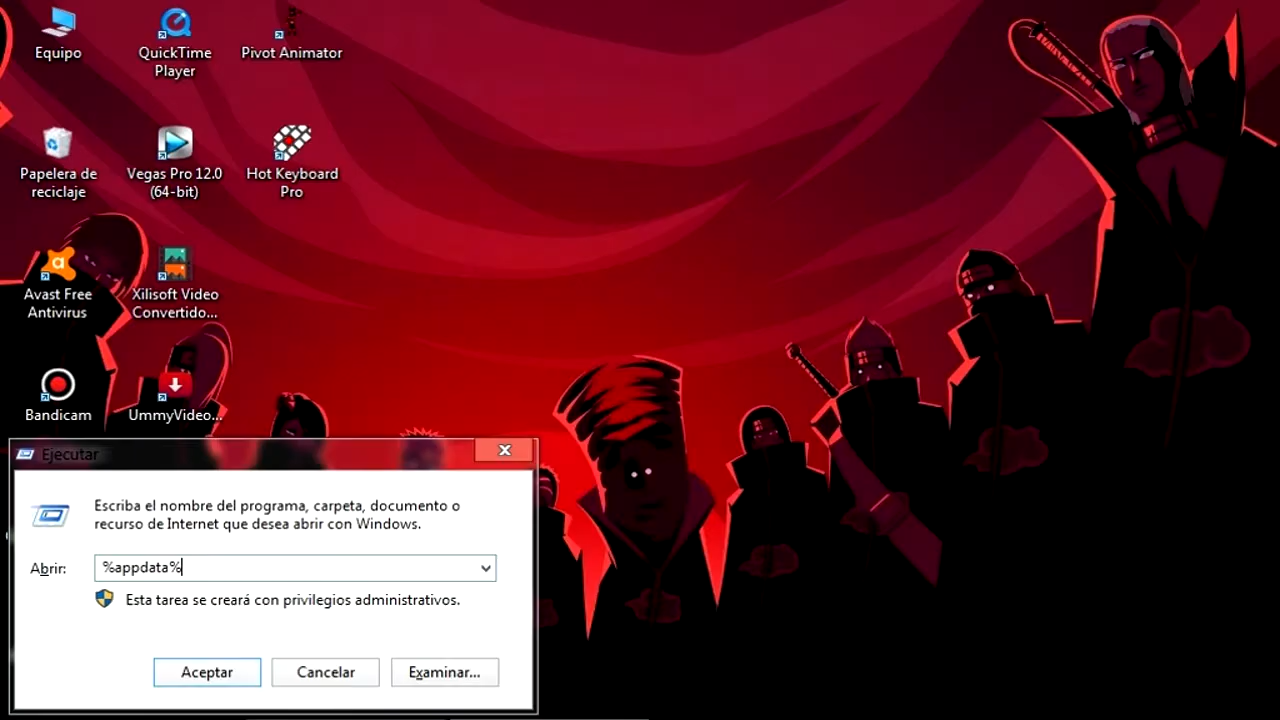 Equipo
QuickTime
Player
Pivot Animator
Papelera de
reciclaje
Vegas Pro 12.0
(64-bit)
Hot Keyboard
Pro
Avast Free
Antivirus
Xilisoft Video
Convertido...
Bandicam
UmmyVideo...
Ejecutar
Escriba el nombre del programa, carpeta, documento o
recurso de Internet que desea abrir con Windows.
Abrir:
%appdata%
Esta tarea se creará con privilegios administrativos.
Aceptar
Cancelar
Examinar...